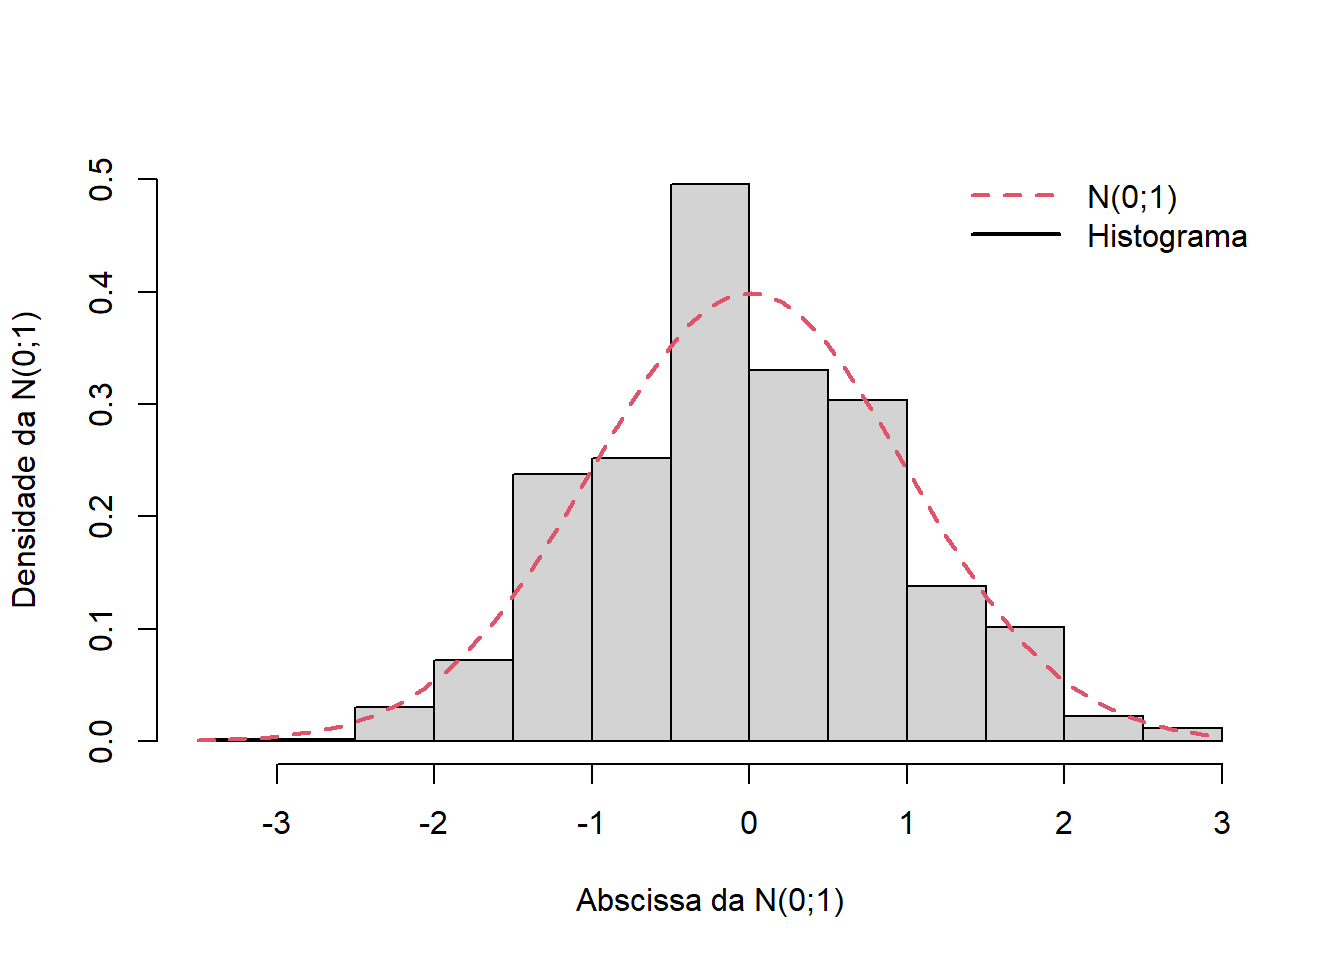 N(0;1)
Histograma
Densidade da N(0;1)
0.5
0.4
0.3
0.2
0.1
0.0
-3 -2 -1 0 1 2 3
Abscissa da N(0;1)